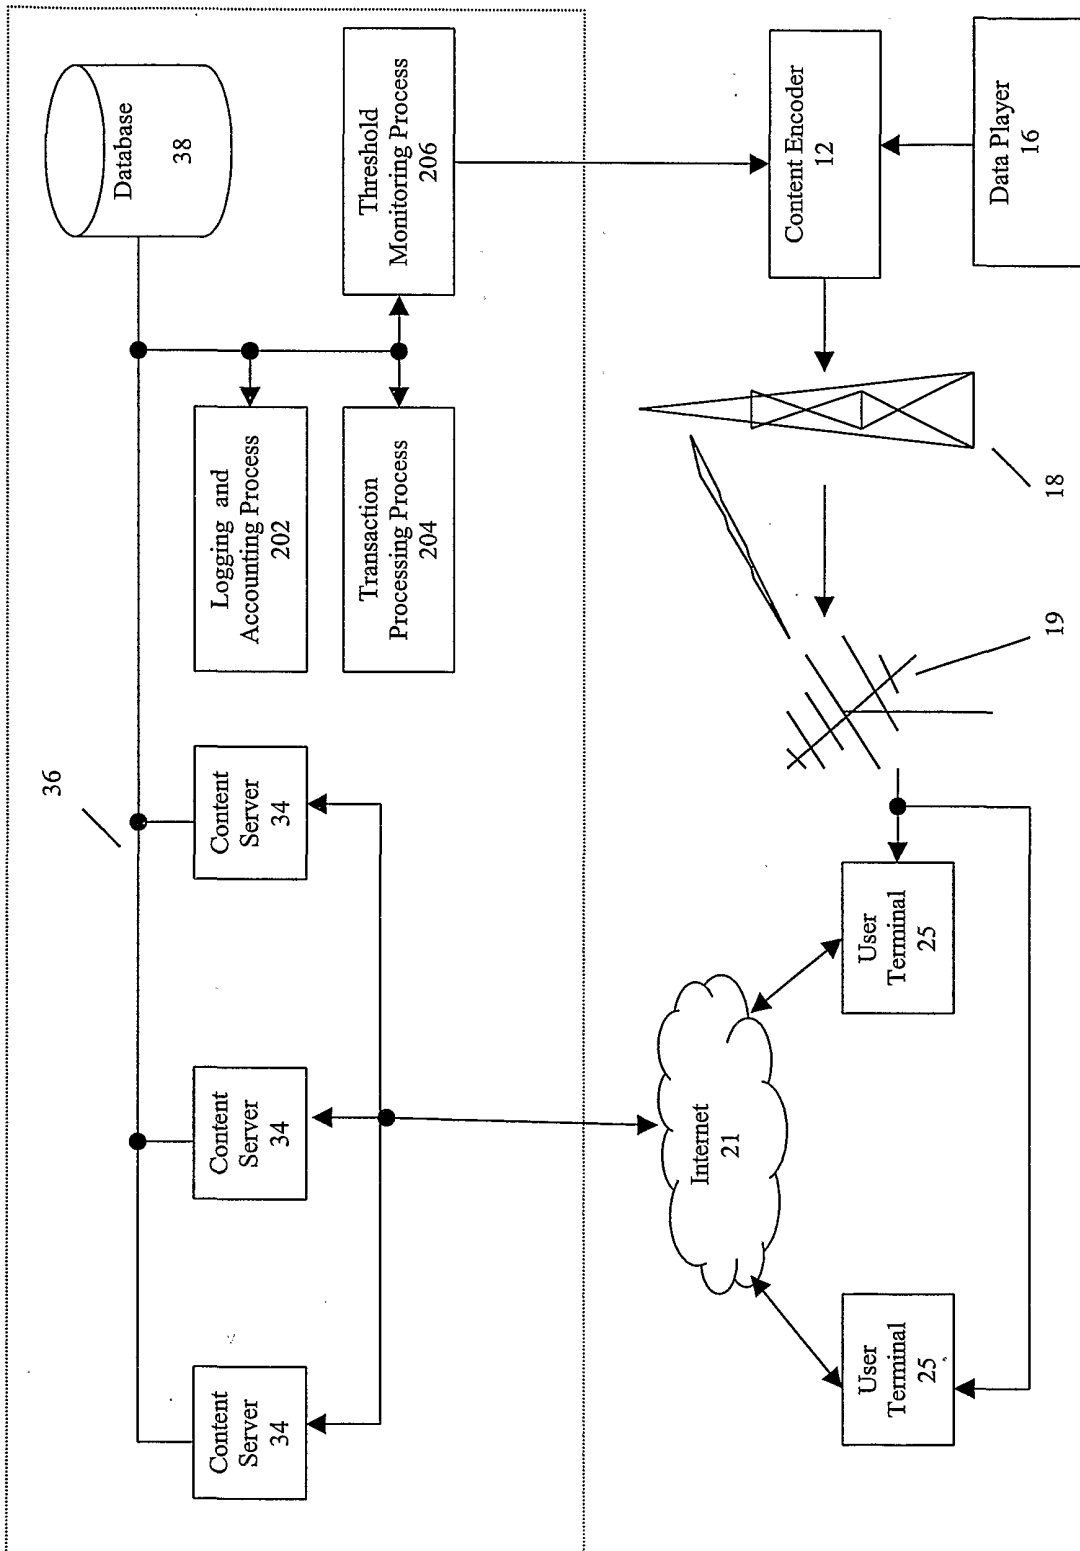 36
Content
Server
34
Content
Server
34
Content
Server
34
Logging and
Accounting Process
202
Transaction
Processing Process
204
Database
38
Threshold
Monitoring Process
206
Internet
21
User
Terminal
25
User
Terminal
25
19
18
Content Encoder
12
Data Player
16